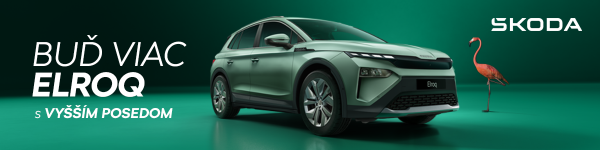 BUĎ VIAC
ELROQ
s VYŠŠÍM POSEDOM
Elroq
ŠKODA